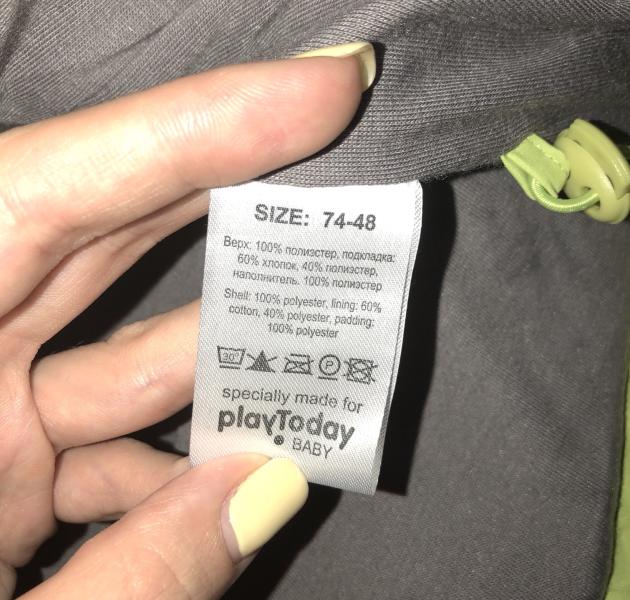 SIZE: 74-48
Верх: 100% полиэстер, подкладка:
60% хлопок, 40% полиэстер,
наполнитель: 100% полиэстер
Shell: 100% polyester, lining: 60%
cotton, 40% polyester, padding:
100% polyester
30° P
specially made for
playToday
BABY